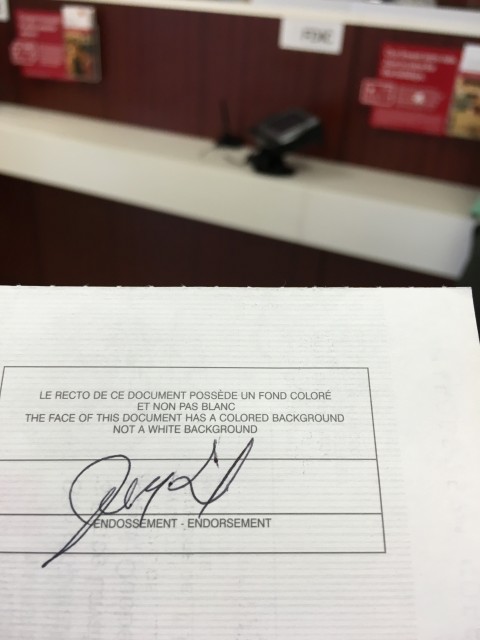 LE RECTO DE CE DOCUMENT POSSÈDE UN FOND COLORÉ
ET NON PAS BLANC
THE FACE OF THIS DOCUMENT HAS A COLORED BACKGROUND
NOT A WHITE BACKGROUND
ENDOSSEMENT - ENDORSEMENT